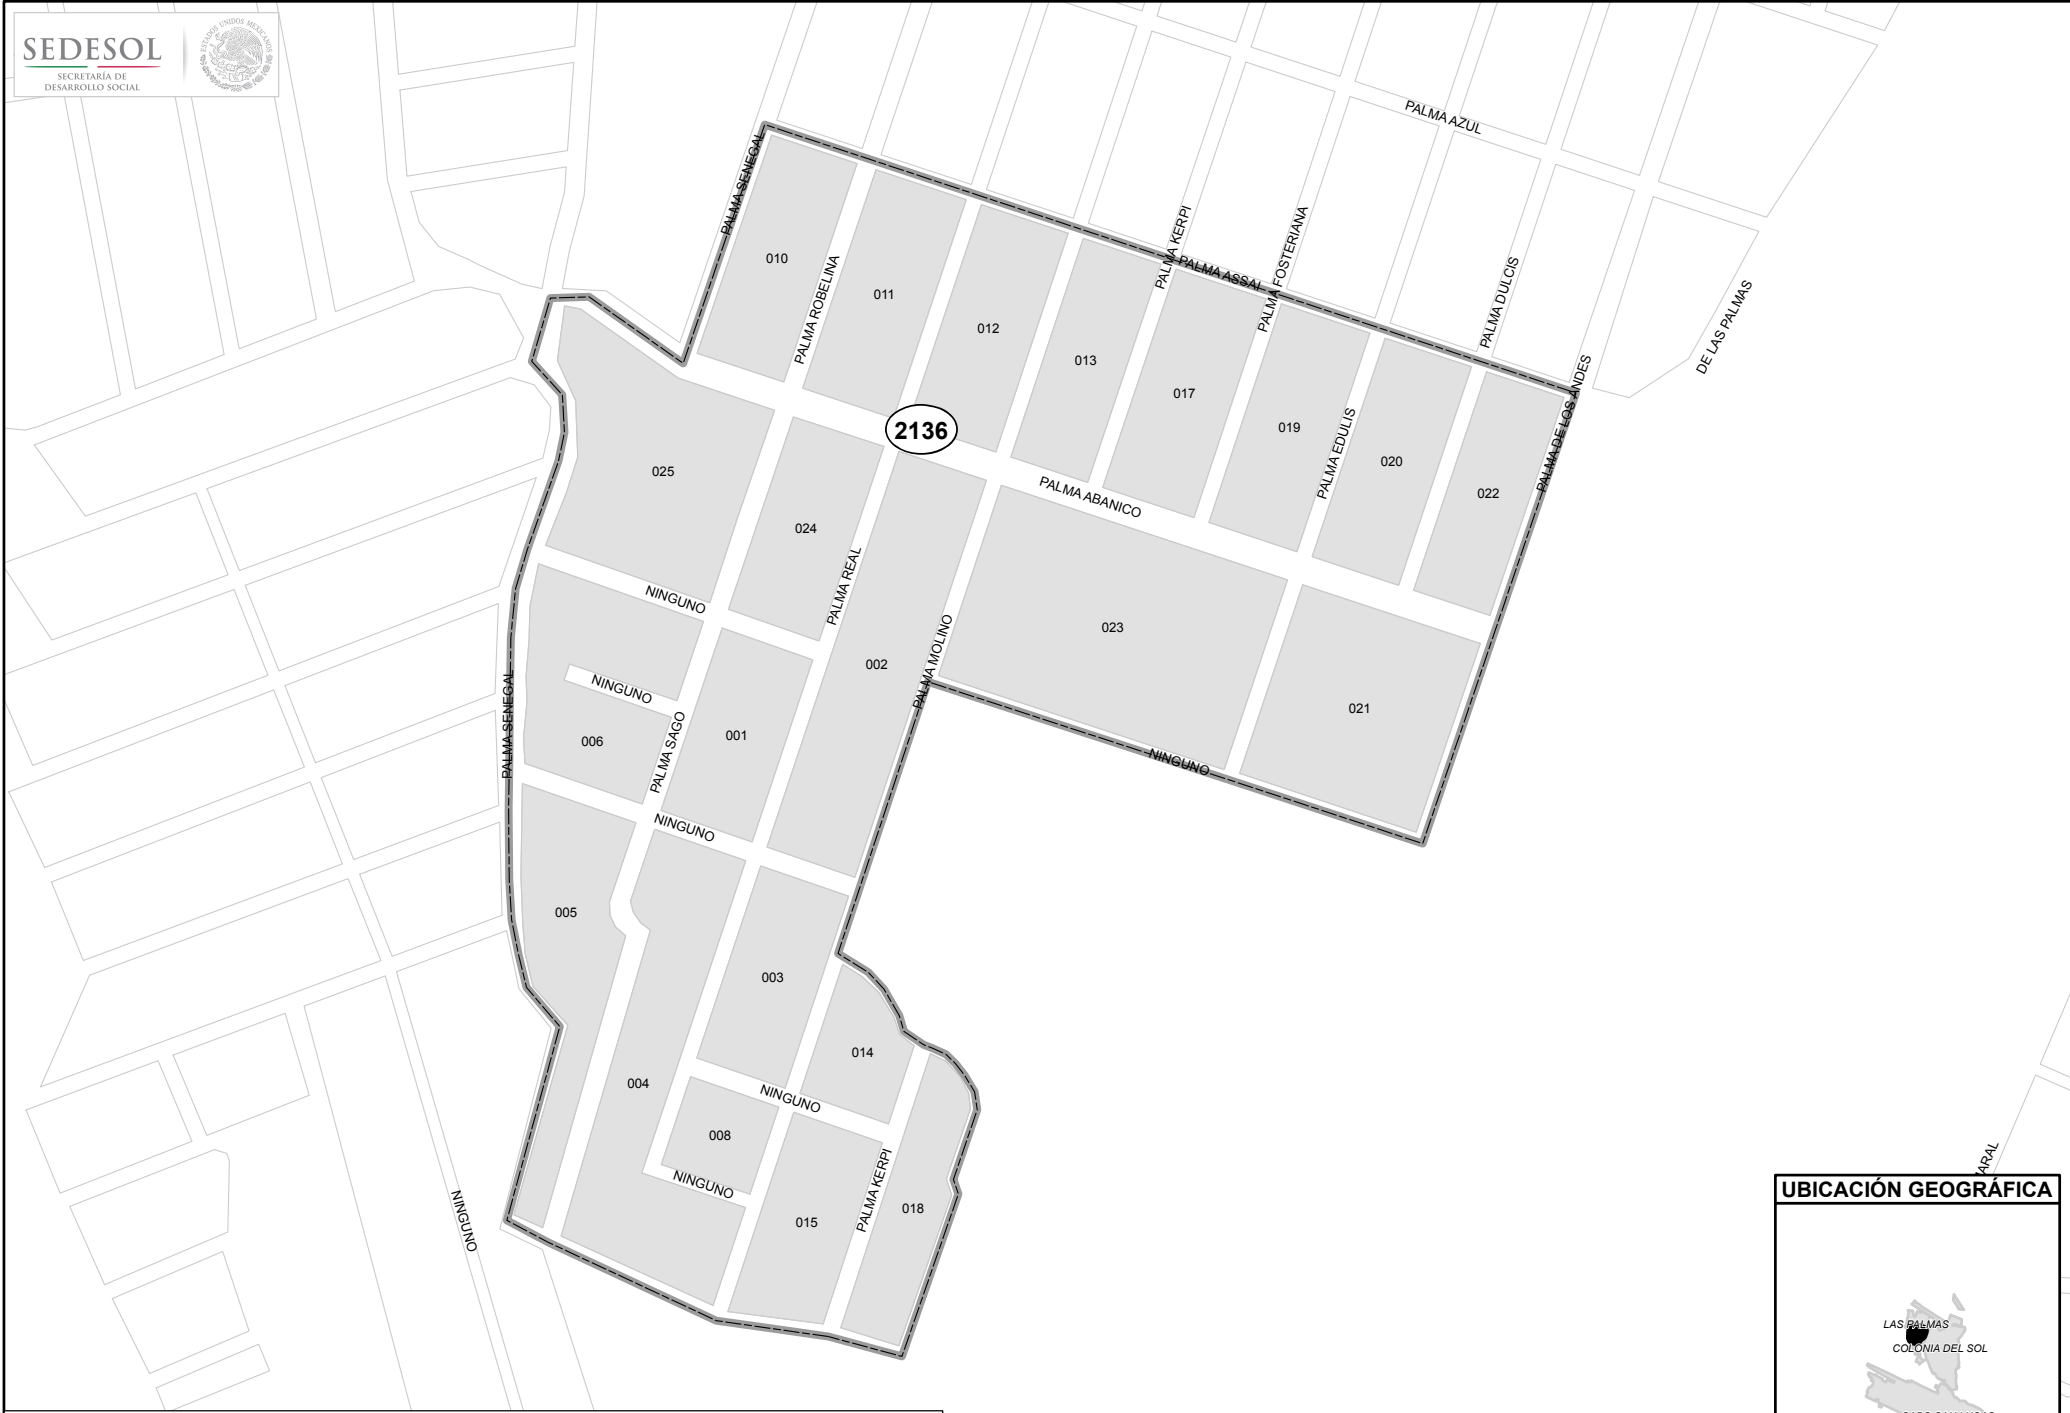 SEDESOL
SECRETARÍA DE
DESARROLLO SOCIAL
ESTADOS UNIDOS MEXICANOS
PALMA AZUL
PALMA SENEGAL
PALMA KERPI
PALMA FOSTERIANA
PALMA ASSAI
PALMA DULCIS
DE LAS PALMAS
PALMA ROBELINA
010
011
012
013
017
019
020
022
PALMA EDULIS
PALMA DE LOS ANDES
2136
025
024
PALMA ABANICO
PALMA REAL
NINGUNO
002
PALMA MOLINO
023
021
NINGUNO
NINGUNO
006
001
PALMA SAGO
PALMA SENEGAL
NINGUNO
005
003
014
004
NINGUNO
008
NINGUNO
015
PALMA KERPI
018
NINGUNO
UBICACIÓN GEOGRÁFICA
LAS PALMAS
COLONIA DEL SOL